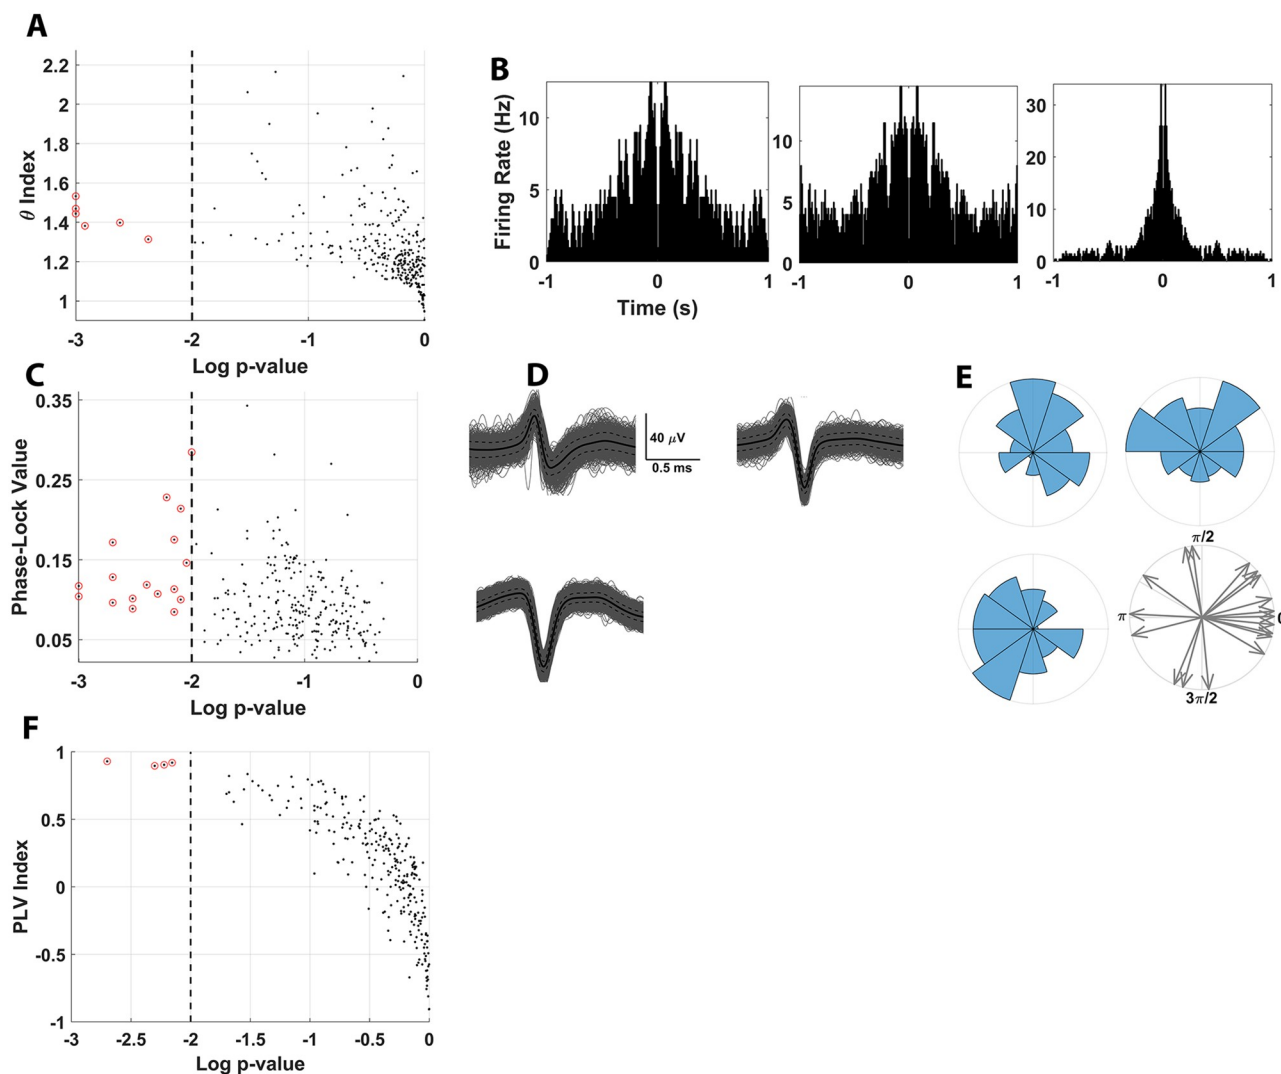 A
θ Index
2.2
2
1.8
1.6
1.4
1.2
1
-3
-2
-1
0
Log p-value
B
Firing Rate (Hz)
10
5
0
-1
0
1
10
5
0
-1
0
1
30
20
10
0
-1
0
1
Time (s)
C
Phase-Lock Value
0.35
0.25
0.15
0.05
-3
-2
-1
0
Log p-value
D
40 μV
0.5 ms
E
π/2
π
0
3π/2
F
PLV Index
1
0.5
0
-0.5
-1
-3
-2.5
-2
-1.5
-1
-0.5
0
Log p-value